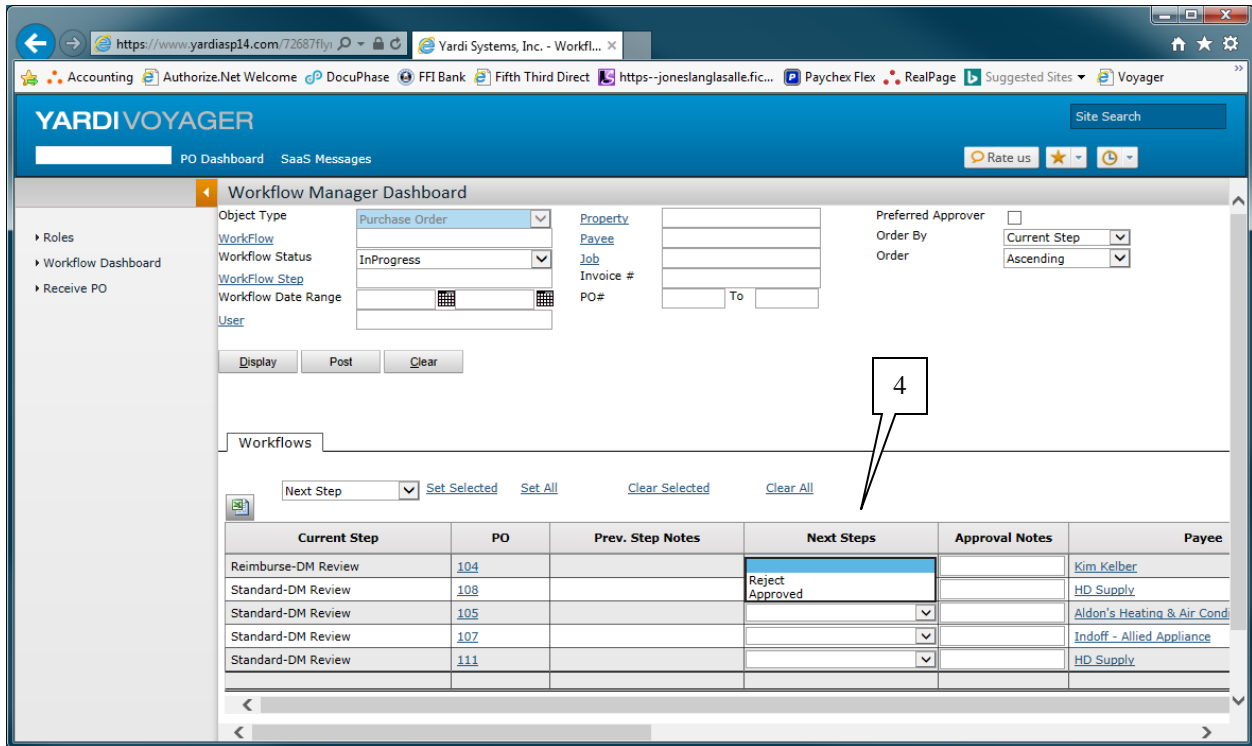 https://www.yardiasp14.com/72687flyi
Yardi Systems, Inc. - Workfl...
Accounting Authorize.Net Welcome DocuPhase FFI Bank Fifth Third Direct https--joneslanglasalle.fic... Paychex Flex RealPage Suggested Sites Voyager
YARDI VOYAGER
Site Search
PO Dashboard SaaS Messages
Rate us
Workflow Manager Dashboard
Roles
Workflow Dashboard
Receive PO
Object Type Purchase Order Property Preferred Approver
WorkFlow Payee Order By Current Step
Workflow Status InProgress Job Order Ascending
WorkFlow Step Invoice #
Workflow Date Range PO# To
User
Display Post Clear
4
Workflows
Next Step Set Selected Set All Clear Selected Clear All
Current Step PO Prev. Step Notes Next Steps Approval Notes Payee
Reimburse-DM Review 104 Kim Kelber
Reject
Standard-DM Review 108 Approved HD Supply
Standard-DM Review 105 Aldon's Heating & Air Condi
Standard-DM Review 107 Indoff - Allied Appliance
Standard-DM Review 111 HD Supply